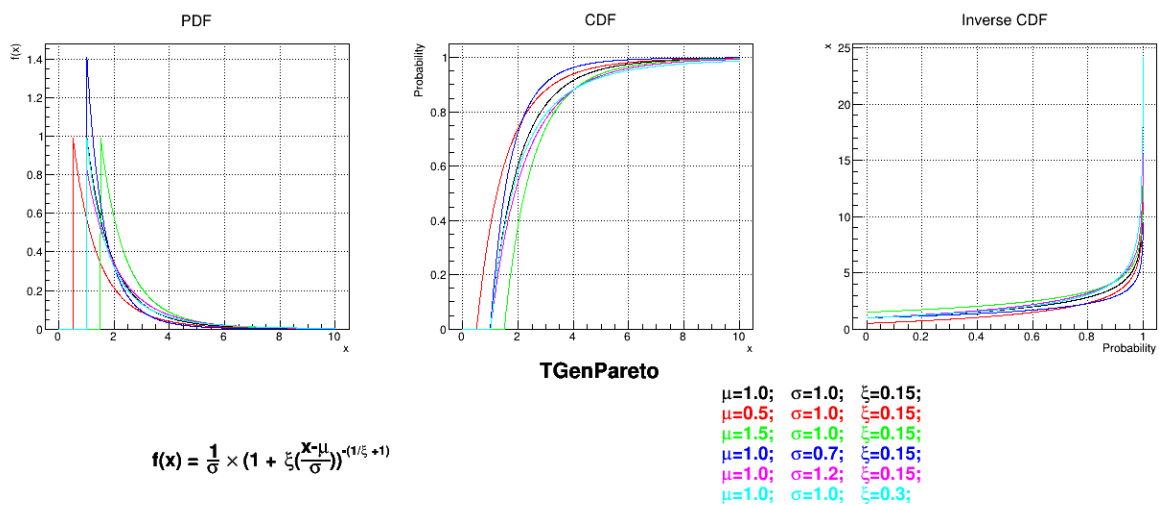 PDF
f(x)
1.4
1.2
1
0.8
0.6
0.4
0.2
0
0 2 4 6 8 10
x
CDF
Probability
1
0.8
0.6
0.4
0.2
0
0 2 4 6 8 10
x
Inverse CDF
x
25
20
15
10
5
0
0 0.2 0.4 0.6 0.8 1
Probability
TGenPareto
μ=1.0; σ=1.0; ξ=0.15;
μ=0.5; σ=1.0; ξ=0.15;
μ=1.5; σ=1.0; ξ=0.15;
μ=1.0; σ=0.7; ξ=0.15;
μ=1.0; σ=1.2; ξ=0.15;
μ=1.0; σ=1.0; ξ=0.3;
f(x) = 1/σ × (1 + ξ(x-μ/σ))^-(1/ξ +1)